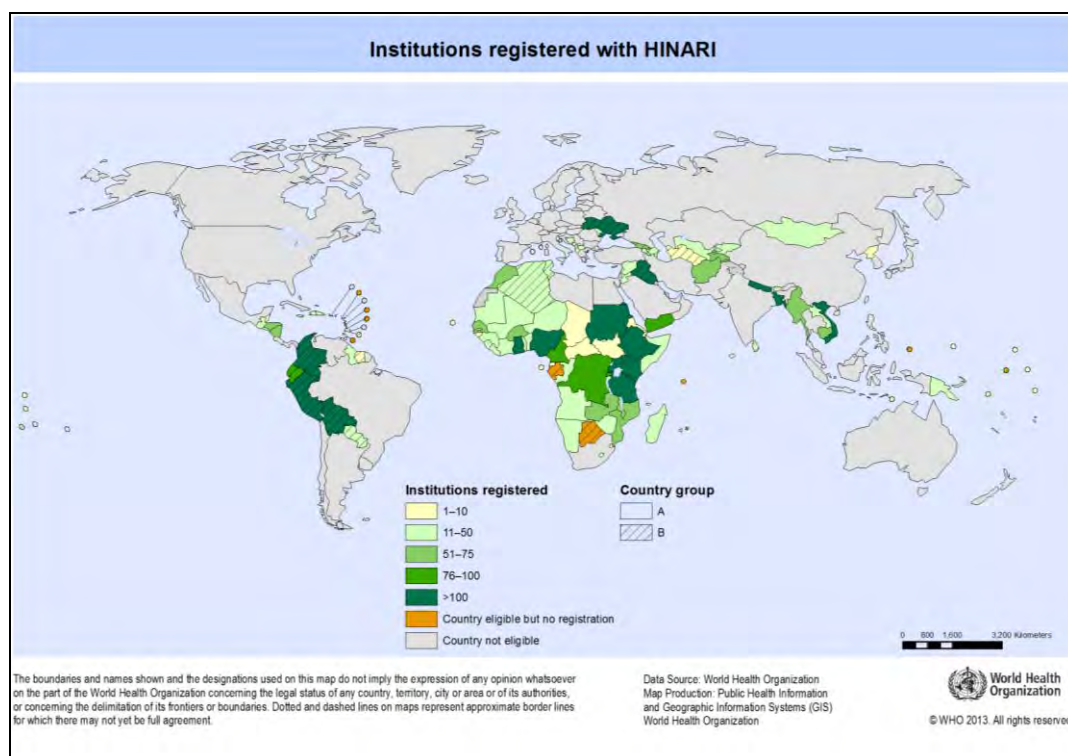 Institutions registered with HINARI
Institutions registered
1–10
11–50
51–75
76–100
>100
Country eligible but no registration
Country not eligible
Country group
A
B
0 800 1,600 3,200 Kilometers
The boundaries and names shown and the designations used on this map do not imply the expression of any opinion whatsoever
on the part of the World Health Organization concerning the legal status of any country, territory, city or area or of its authorities,
or concerning the delimitation of its frontiers or boundaries. Dotted and dashed lines on maps represent approximate border lines
for which there may not yet be full agreement.
Data Source: World Health Organization
Map Production: Public Health Information
and Geographic Information Systems (GIS)
World Health Organization
World Health
Organization
© WHO 2013. All rights reserved